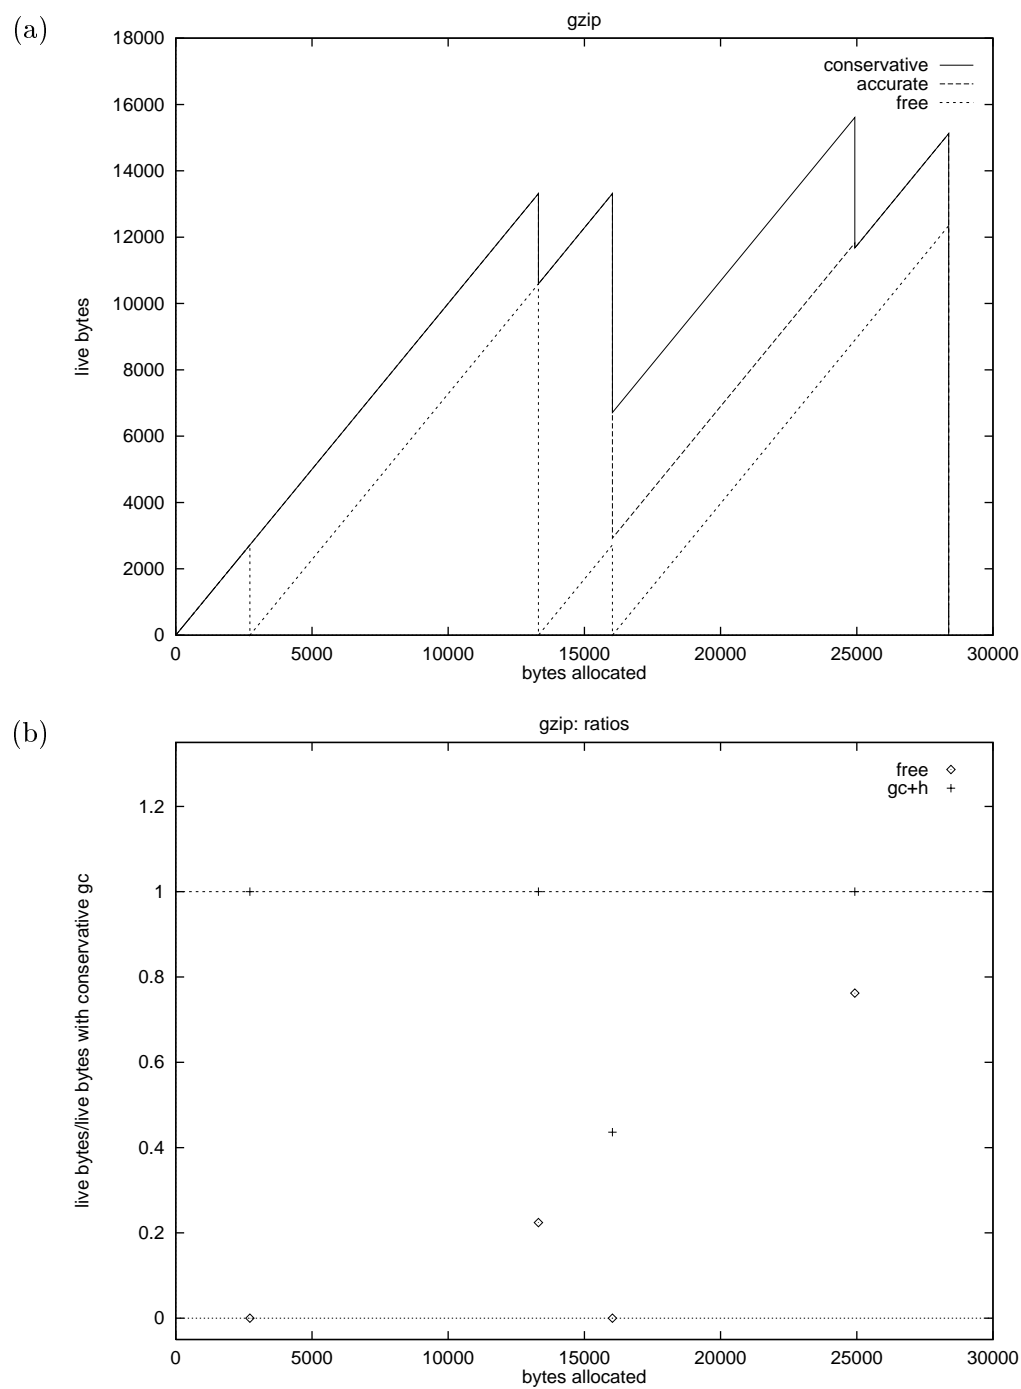 (a)
gzip
18000
16000
14000
12000
10000
8000
6000
4000
2000
0
live bytes
conservative
accurate
free
0 5000 10000 15000 20000 25000 30000
bytes allocated
(b)
gzip: ratios
1.2
1
0.8
0.6
0.4
0.2
0
live bytes/live bytes with conservative gc
free
gc+h
0 5000 10000 15000 20000 25000 30000
bytes allocated